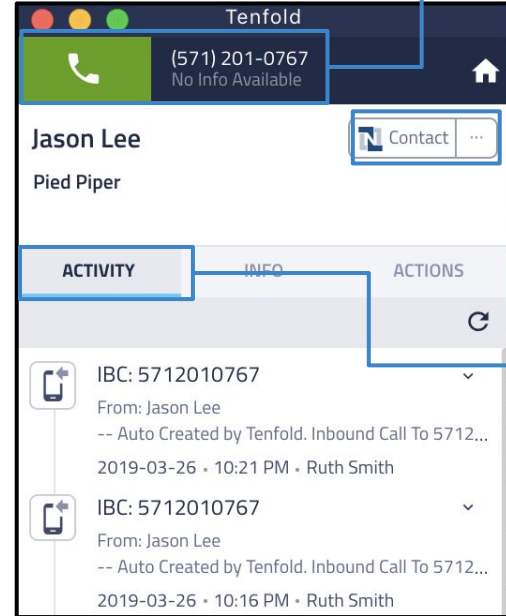 Tenfold
(571) 201-0767
No Info Available
Jason Lee
N Contact ...
Pied Piper
ACTIVITY INFO ACTIONS
IBC: 5712010767
From: Jason Lee
-- Auto Created by Tenfold. Inbound Call To 5712...
2019-03-26 • 10:21 PM • Ruth Smith
IBC: 5712010767
From: Jason Lee
-- Auto Created by Tenfold. Inbound Call To 5712...
2019-03-26 • 10:16 PM • Ruth Smith